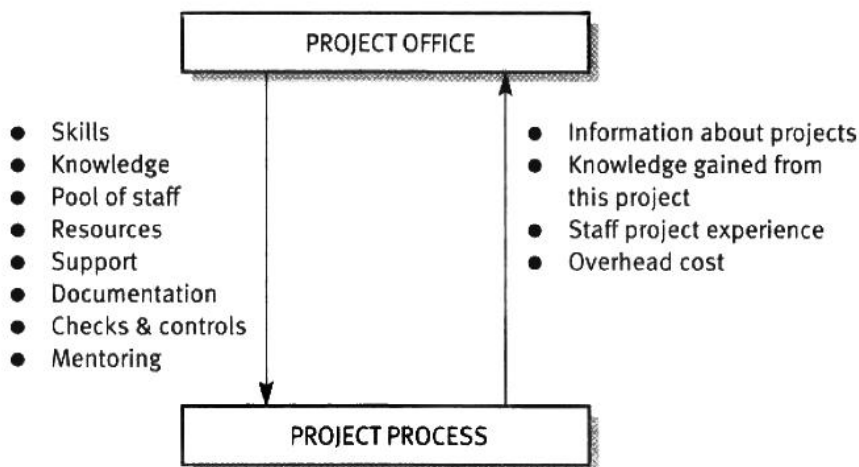 PROJECT OFFICE
● Skills
● Knowledge
● Pool of staff
● Resources
● Support
● Documentation
● Checks & controls
● Mentoring
● Information about projects
● Knowledge gained from
this project
● Staff project experience
● Overhead cost
PROJECT PROCESS